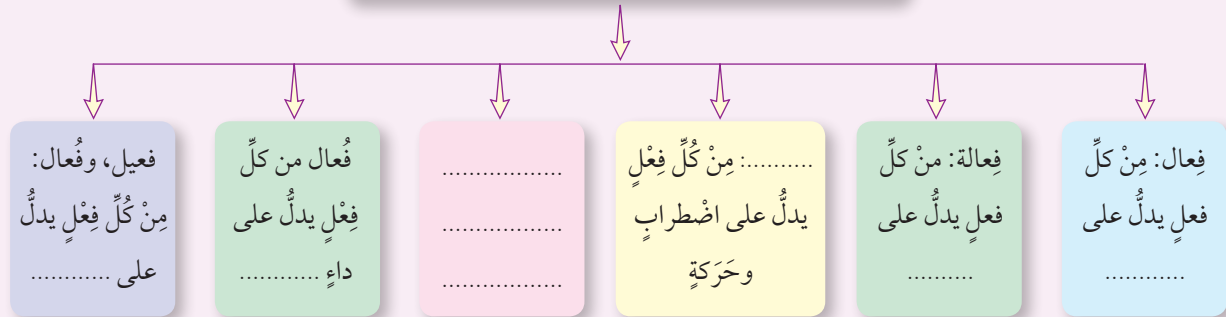 فِعال: مِنْ كلِّ
فعلٍ يدلُّ على
............
فِعالة: منْ كلِّ
فعلٍ يدلُّ على
..........
..........: مِنْ كُلِّ فِعْلٍ
يدلُّ على اضْطرابٍ
وحَرَكةٍ
..................
..................
..................
فُعال من كلِّ
فِعْلٍ يدلُّ على
داءٍ ............
فعيل، وفُعال:
مِنْ كُلِّ فِعْلٍ يدلُّ
على ............